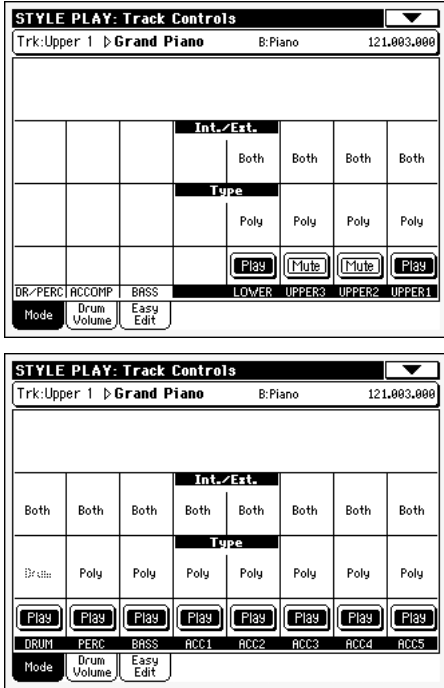 STYLE PLAY: Track Controls
Trk:Upper 1 ▷Grand Piano B:Piano 121.003.000
Int./Ext.
Both Both Both Both
Type
Poly Poly Poly Poly
Play Mute Mute Play
DR/PERC ACCOMP BASS LOWER UPPER3 UPPER2 UPPER1
Mode Drum Volume Easy Edit
STYLE PLAY: Track Controls
Trk:Upper 1 ▷Grand Piano B:Piano 121.003.000
Int./Ext.
Both Both Both Both Both Both Both Both
Type
Drum Poly Poly Poly Poly Poly Poly Poly
Play Play Play Play Play Play Play Play
DRUM PERC BASS ACC1 ACC2 ACC3 ACC4 ACC5
Mode Drum Volume Easy Edit